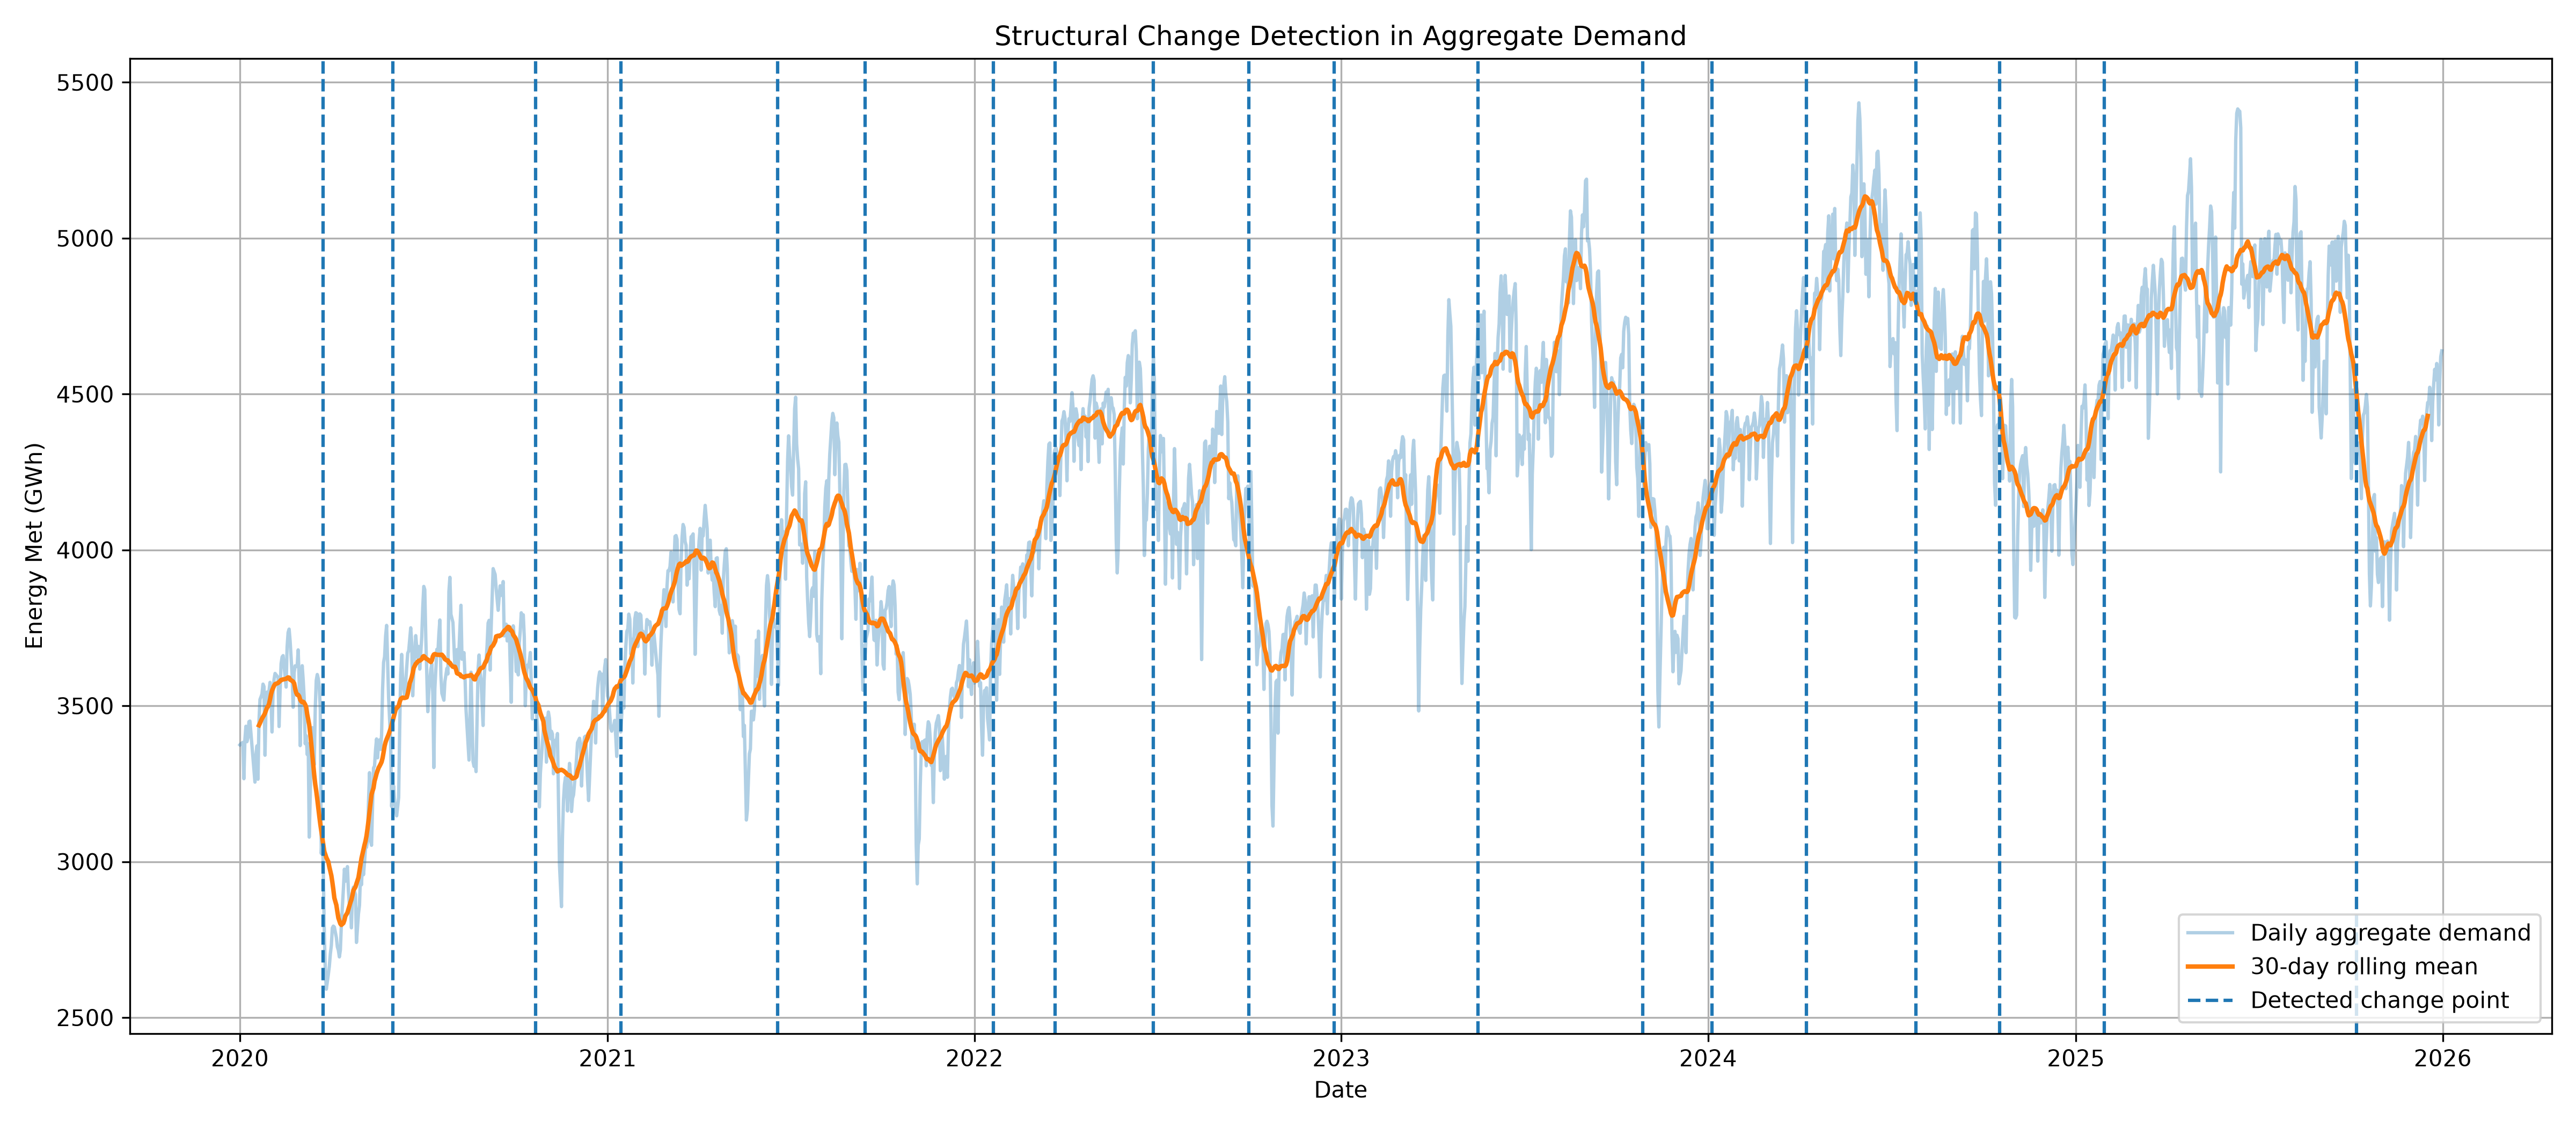 Structural Change Detection in Aggregate Demand
5500
5000
4500
4000
3500
3000
2500
Energy Met (GWh)
2020
2021
2022
2023
2024
2025
2026
Date
Daily aggregate demand
30-day rolling mean
Detected change point